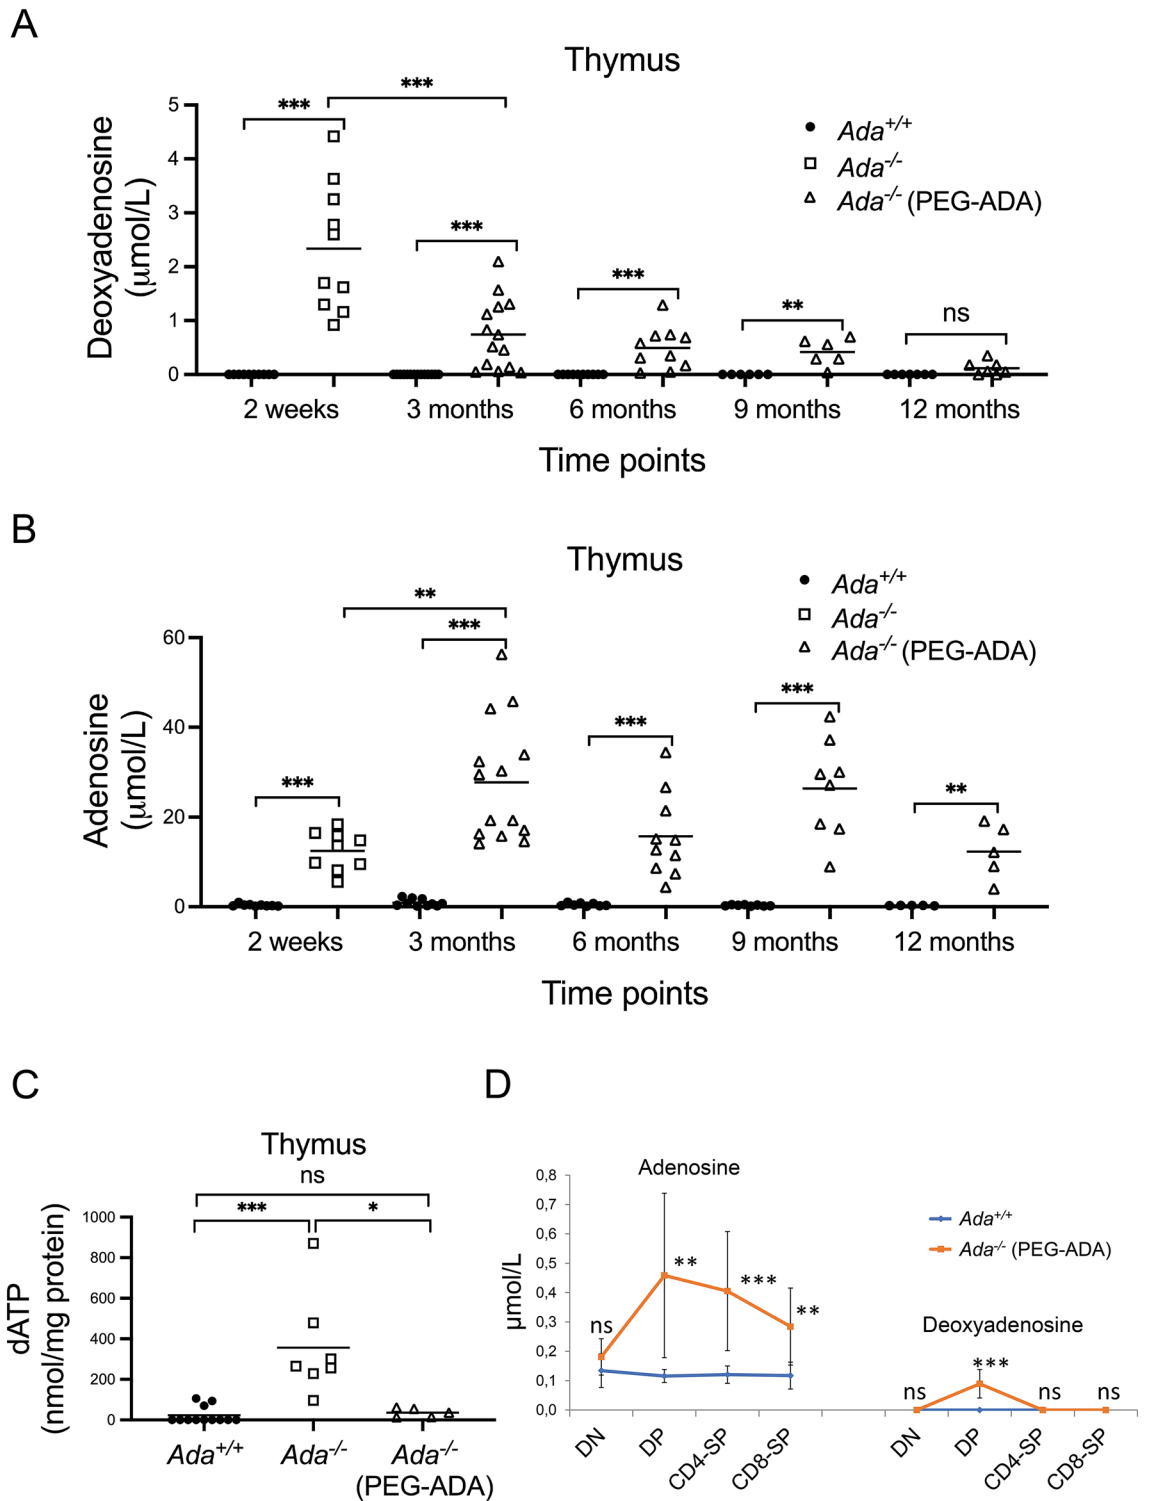 A
Thymus
***
***
***
***
**
ns
Ada+/+
Ada-/-
Ada-/- (PEG-ADA)
Deoxyadenosine
(µmol/L)
5
4
3
2
1
0
2 weeks
3 months
6 months
9 months
12 months
Time points
B
Thymus
Ada+/+
Ada-/-
Ada-/- (PEG-ADA)
**
***
***
***
***
**
Adenosine
(µmol/L)
60
40
20
0
2 weeks
3 months
6 months
9 months
12 months
Time points
C
Thymus
ns
***
*
dATP
(nmol/mg protein)
1000
800
600
400
200
0
Ada+/+
Ada-/-
Ada-/-
(PEG-ADA)
D
Adenosine
µmol/L
0,8
0,7
0,6
0,5
0,4
0,3
0,2
0,1
0,0
ns
**
***
**
Ada+/+
Ada-/- (PEG-ADA)
Deoxyadenosine
ns
***
ns
ns
DN
DP
CD4-SP
CD8-SP
DN
DP
CD4-SP
CD8-SP